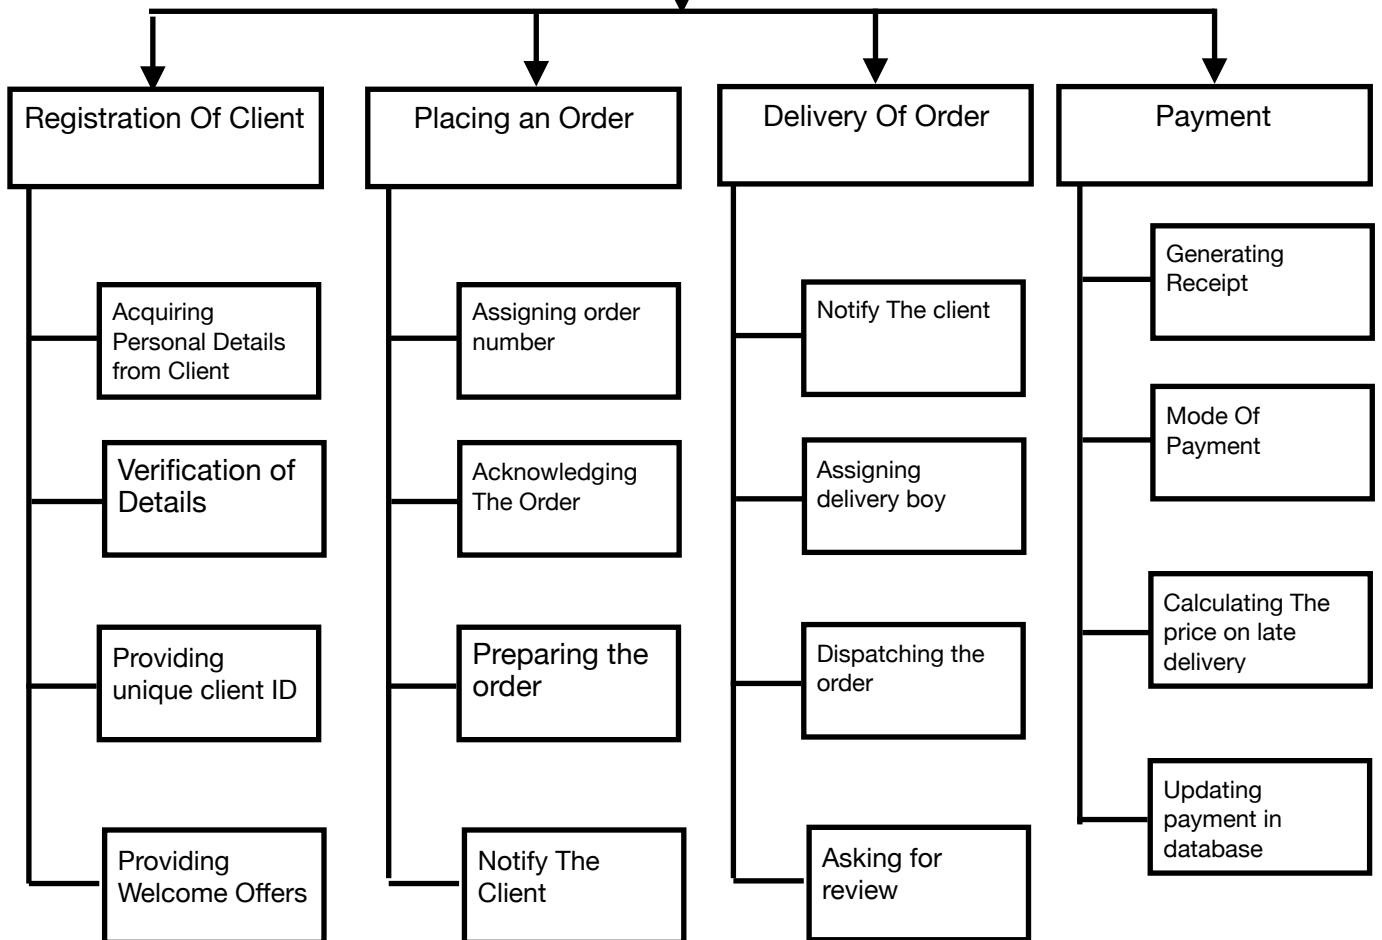 Registration Of Client
Placing an Order
Delivery Of Order
Payment
Acquiring
Personal Details
from Client
Verification of
Details
Providing
unique client ID
Providing
Welcome Offers
Assigning order
number
Acknowledging
The Order
Preparing the
order
Notify The
Client
Notify The client
Assigning
delivery boy
Dispatching the
order
Asking for
review
Generating
Receipt
Mode Of
Payment
Calculating The
price on late
delivery
Updating
payment in
database